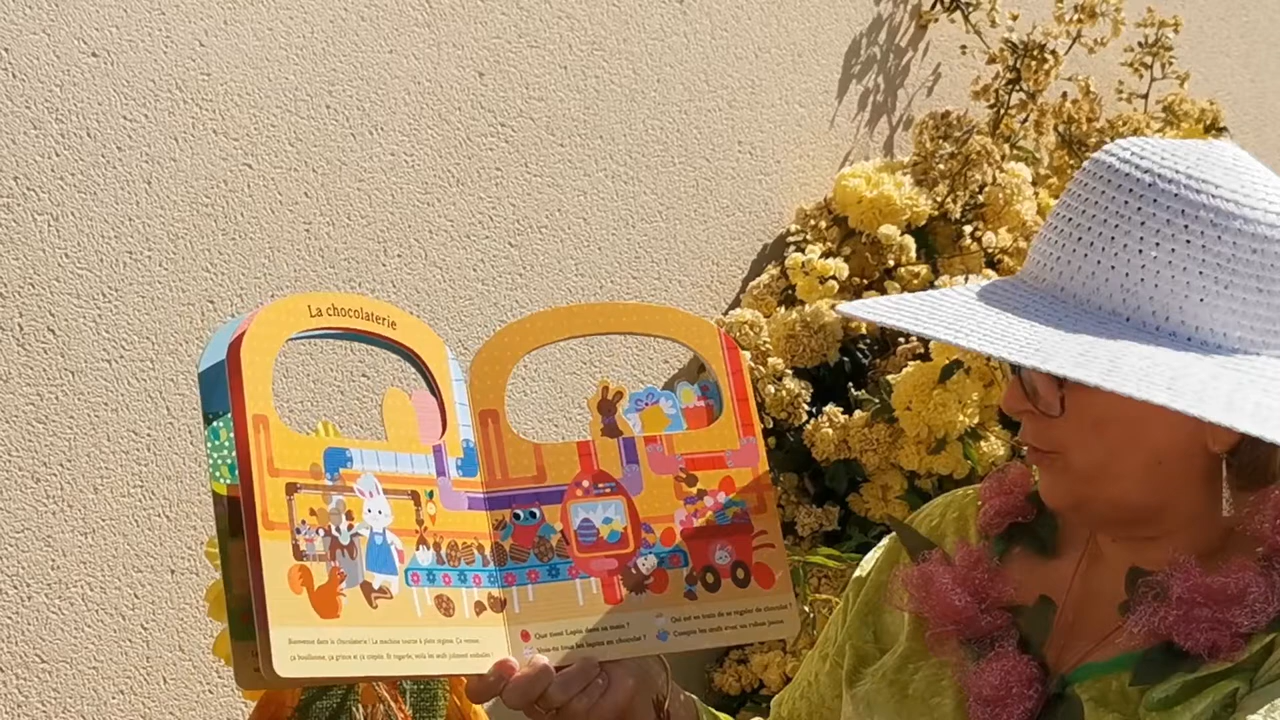 La chocolaterie
Bienvenue dans la chocolaterie ! La machine tourne à plein régime. Ça remue,
ça bouillonne, ça grince et ça crépite. Et regarde, voilà les œufs joliment emballés !
Que tient Lapin dans sa main ?
Vois-tu tous les lapins en chocolat ?
Qui est en train de se régaler de chocolat ?
Compte les œufs avec un ruban jaune.